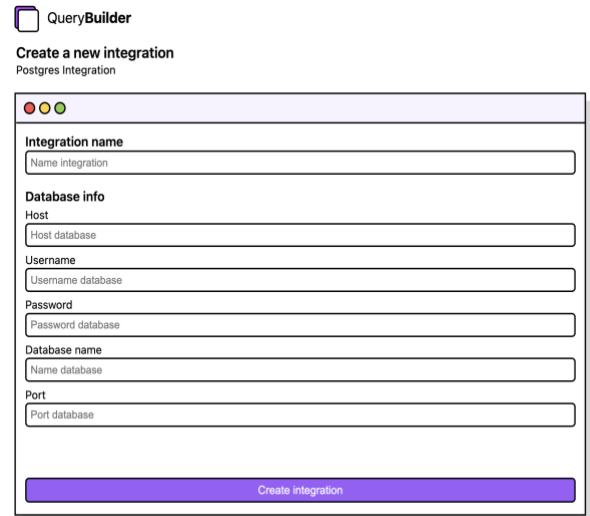 QueryBuilder
Create a new integration
Postgres Integration
Integration name
Name integration
Database info
Host
Host database
Username
Username database
Password
Password database
Database name
Name database
Port
Port database
Create integration